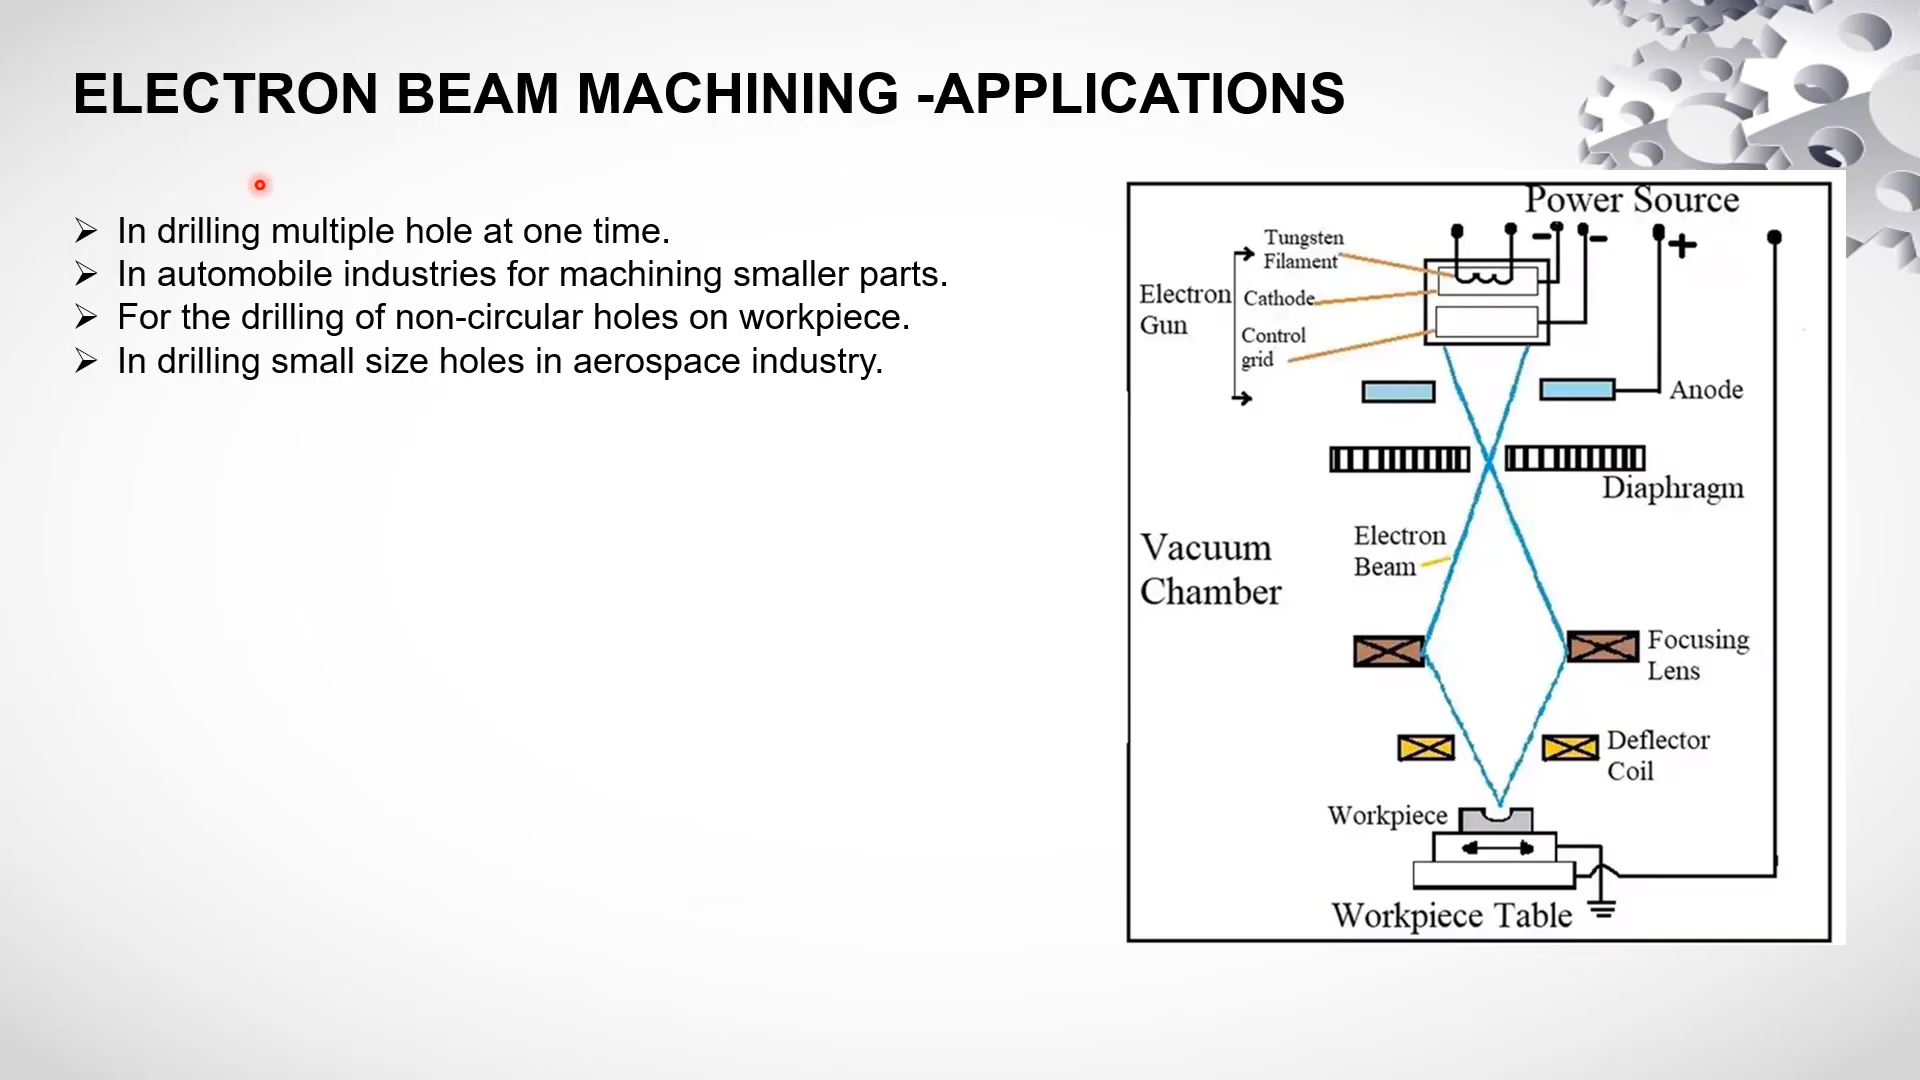 ELECTRON BEAM MACHINING -APPLICATIONS
In drilling multiple hole at one time.
In automobile industries for machining smaller parts.
For the drilling of non-circular holes on workpiece.
In drilling small size holes in aerospace industry.
Power Source
Tungsten
Filament
- - +
Electron
Gun
Cathode
Control
grid
Anode
Diaphragm
Electron
Beam
Vacuum
Chamber
Focusing
Lens
Deflector
Coil
Workpiece
Workpiece Table